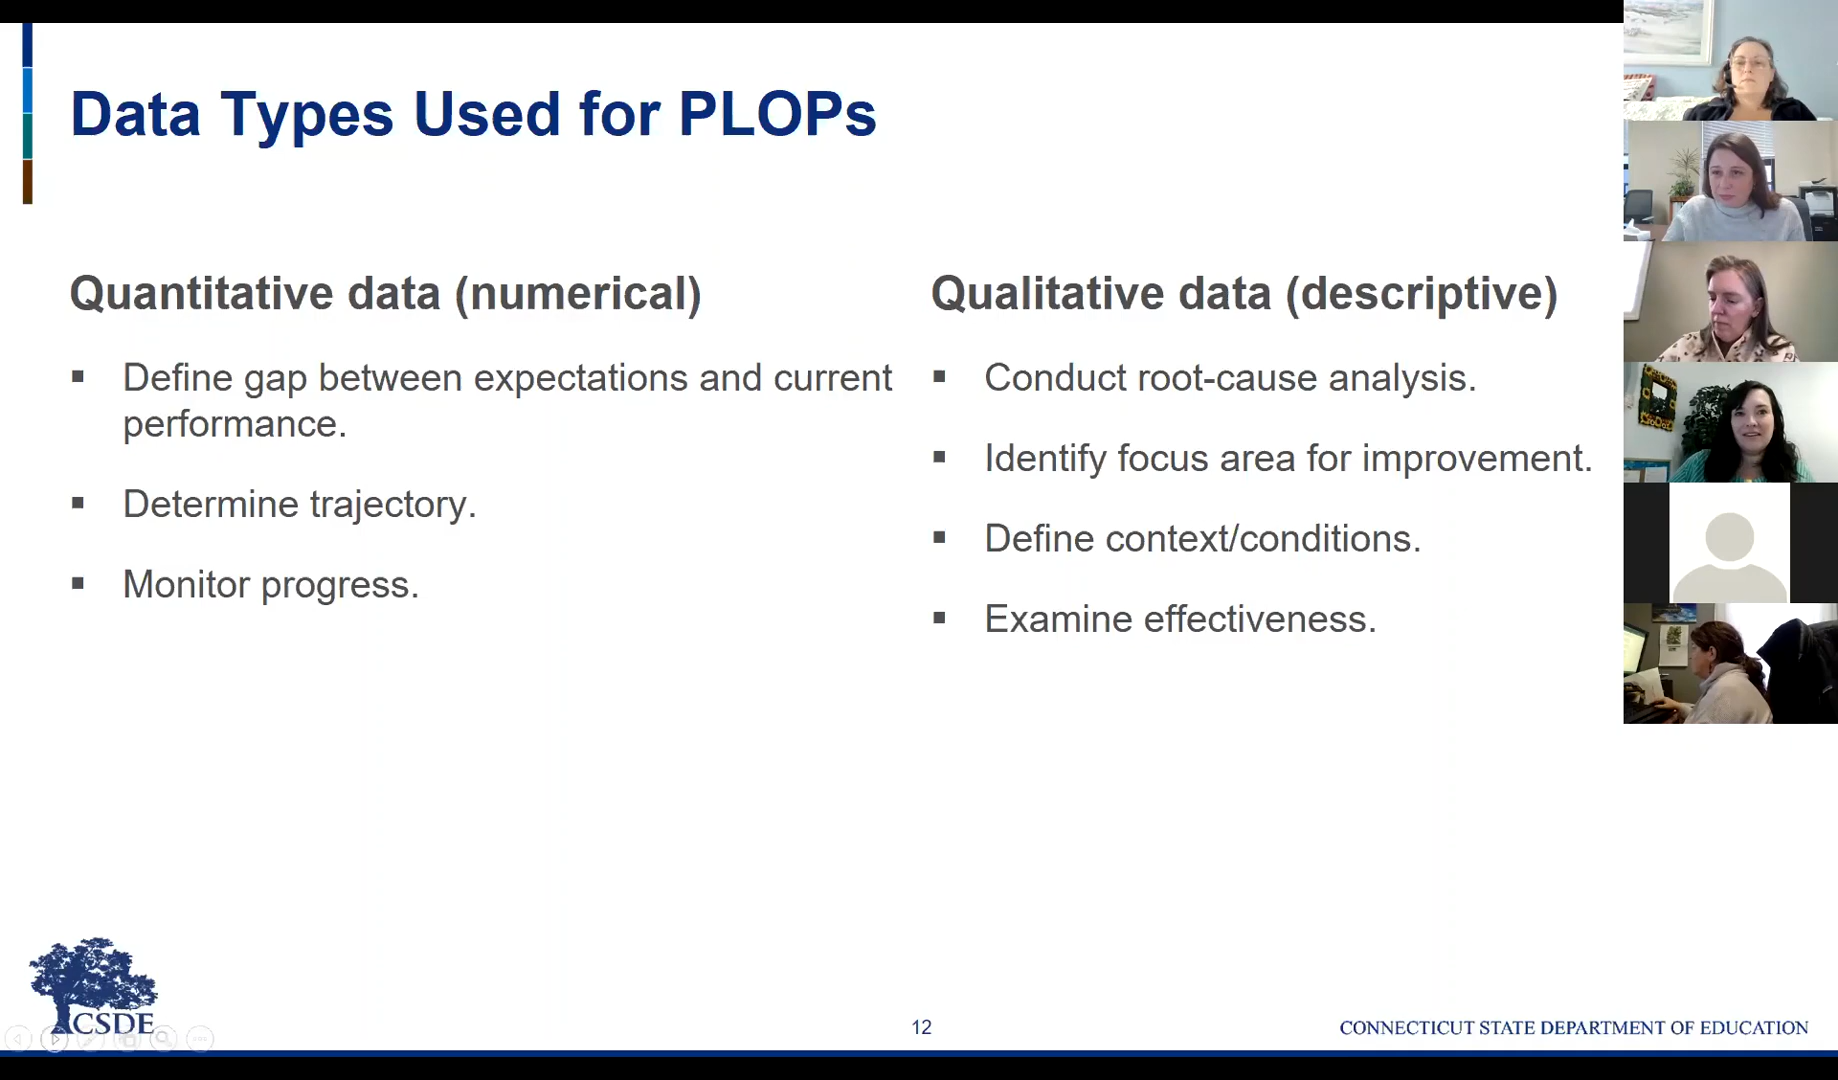 Data Types Used for PLOPs
Quantitative data (numerical)
▪ Define gap between expectations and current
performance.
▪ Determine trajectory.
▪ Monitor progress.
Qualitative data (descriptive)
▪ Conduct root-cause analysis.
▪ Identify focus area for improvement.
▪ Define context/conditions.
▪ Examine effectiveness.
CSDE
12
CONNECTICUT STATE DEPARTMENT OF EDUCATION